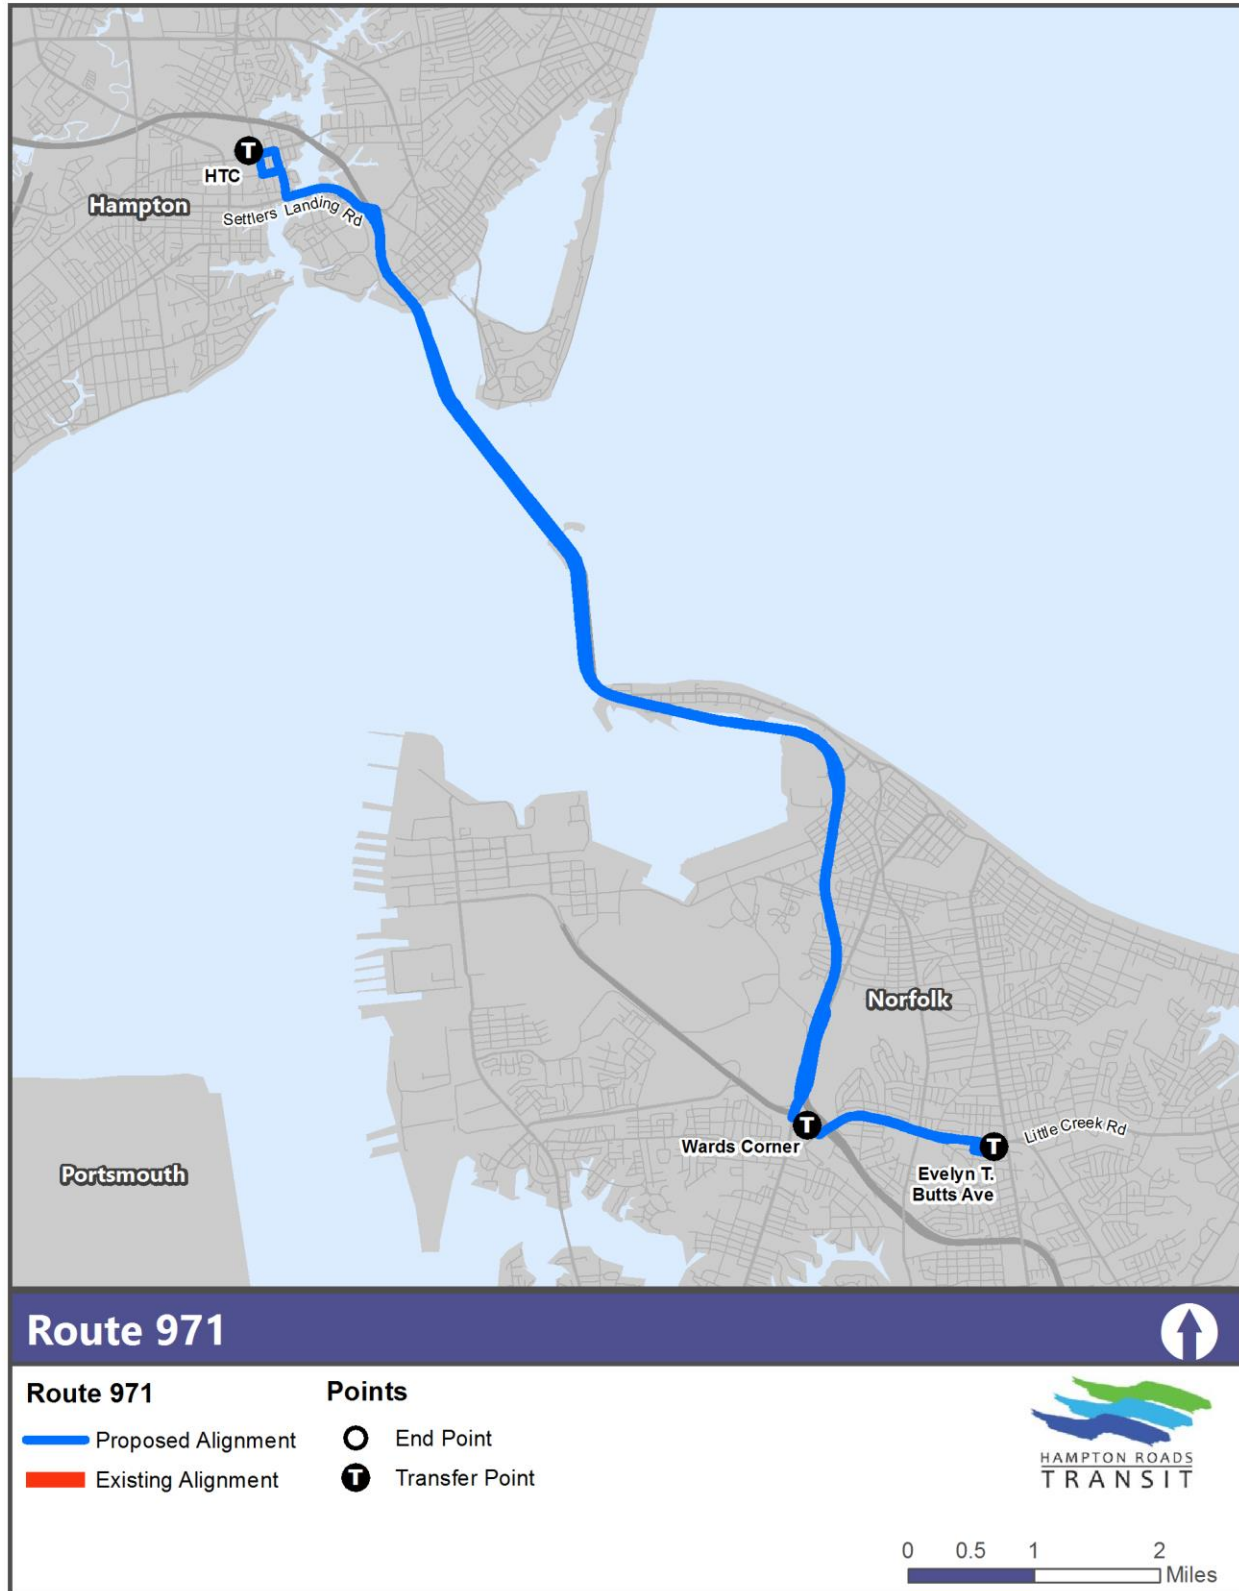 T
HTC
Hampton
Settlers Landing Rd
Norfolk
T
Wards Corner
T
Little Creek Rd
Evelyn T.
Butts Ave
Portsmouth
Route 971
Route 971
Points
Proposed Alignment
End Point
Existing Alignment
T
Transfer Point
HAMPTON ROADS
TRANSIT
0 0.5 1 2
Miles